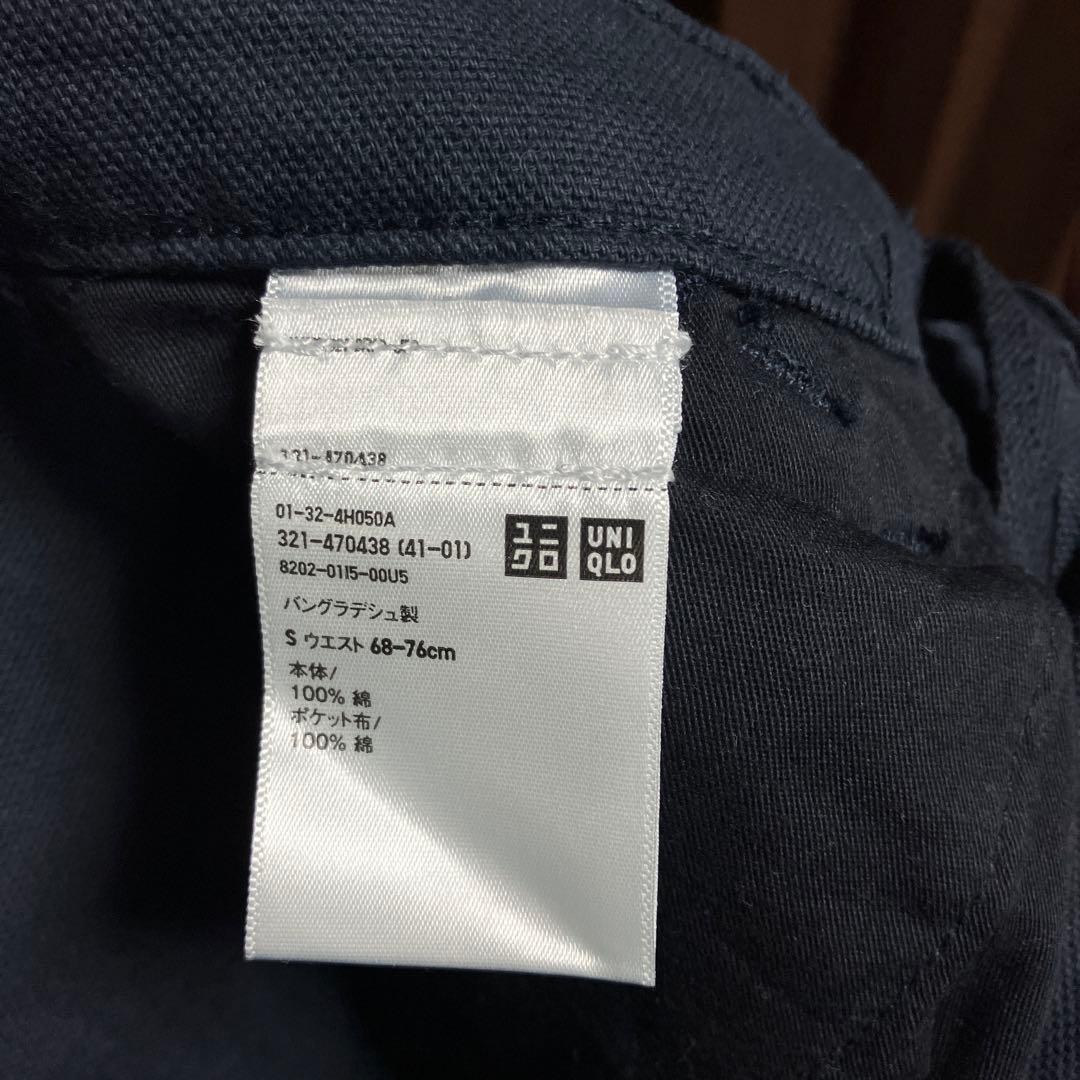 321-470438
01-32-4H050A
321-470438 (41-01)
8202-0115-00U5
ユニ
クロ
UNI
QLO
バングラデシュ製
S ウエスト 68-76cm
本体/
100% 綿
ポケット布/
100% 綿